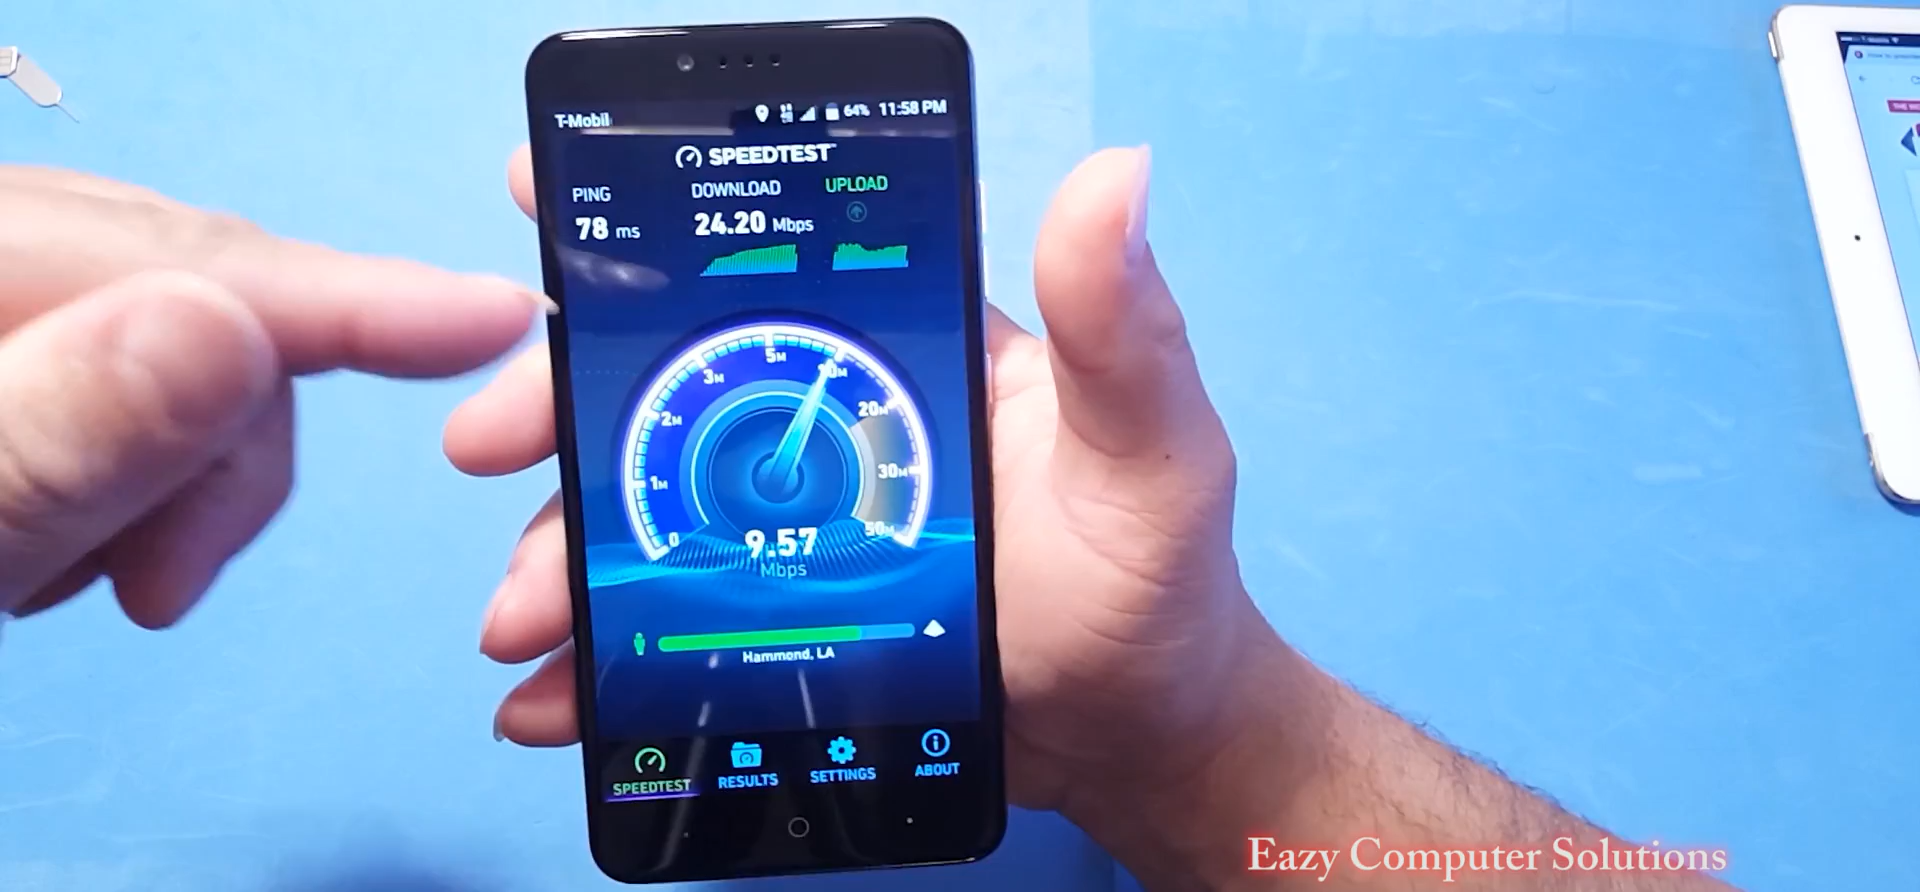 T-Mobil
64% 11:58 PM
SPEEDTEST
PING
DOWNLOAD
UPLOAD
78 ms
24.20 Mbps
5M
3M
10M
2M
20M
1M
30M
0
50M
9.57
Mbps
Hammond, LA
SPEEDTEST
RESULTS
SETTINGS
ABOUT
Eazy Computer Solutions